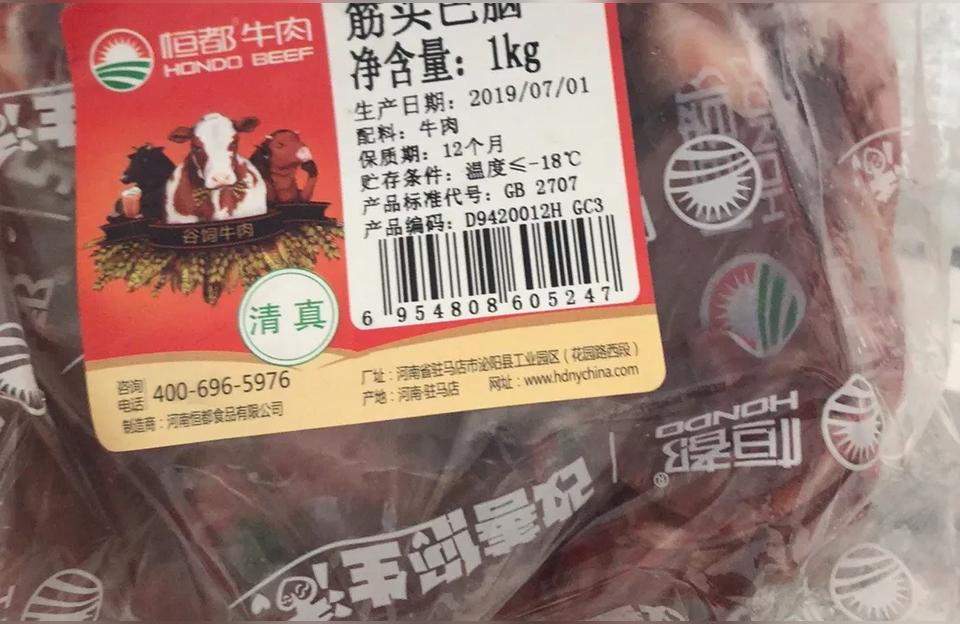 恒都®牛肉
HONDO BEEF
谷饲牛肉
清真
筋头巴脑
净含量：1kg
生产日期：2019/07/01
配料：牛肉
保质期：12个月
贮存条件：温度≤-18℃
产品标准代号：GB 2707
产品编码：D9420012H GC3
6 954808 605247
咨询电话 400-696-5976
制造商：河南恒都食品有限公司
厂址：河南省驻马店市泌阳县工业园区（花园路西段）
产地：河南·驻马店 网址：www.hdnychina.com
恒都®
HONDO
改善您生活